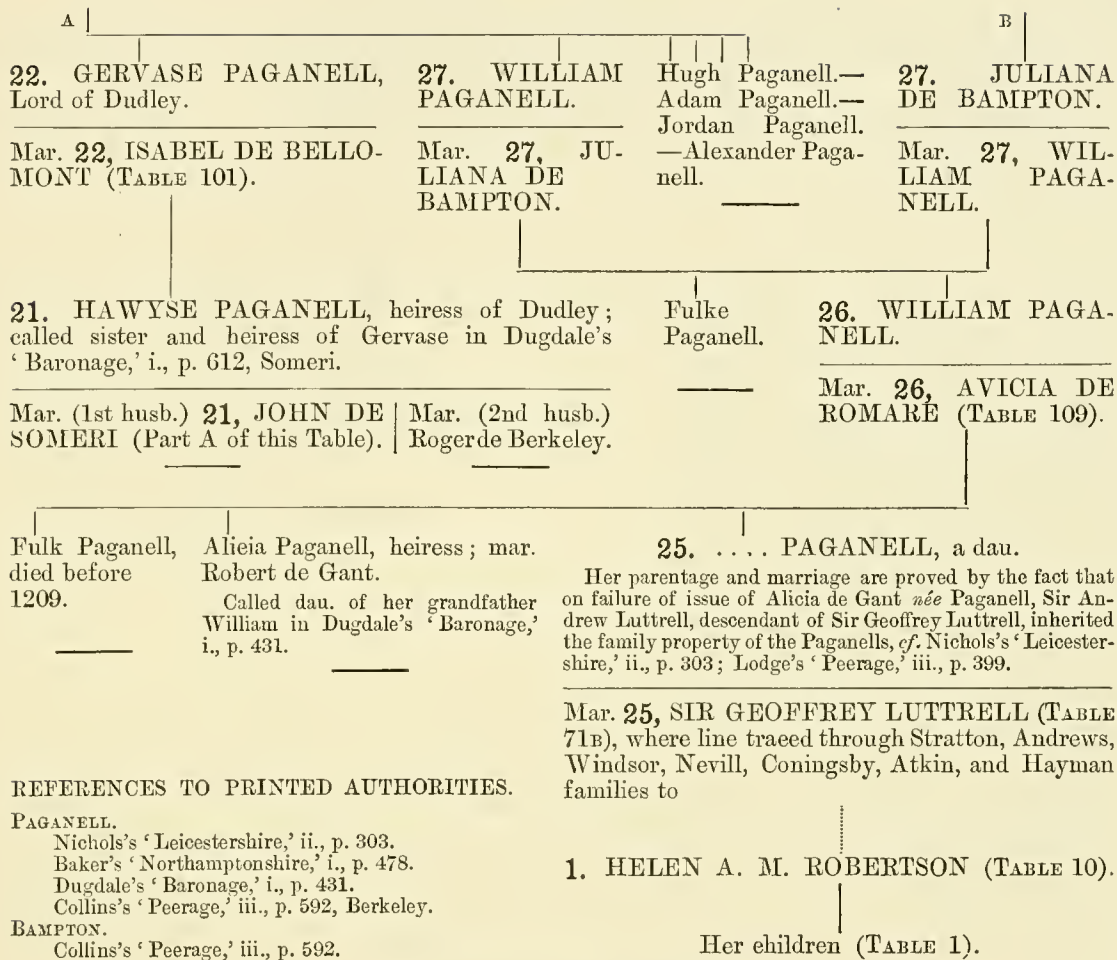 A
B
22. GERVASE PAGANELL,
Lord of Dudley.
Mar. 22, ISABEL DE BELLO-
MONT (TABLE 101).
27. WILLIAM
PAGANELL.
Mar. 27, JU-
LIANA DE
BAMPTON.
Hugh Paganell.—
Adam Paganell.—
Jordan Paganell.
—Alexander Paga-
nell.
27. JULIANA
DE BAMPTON.
Mar. 27, WIL-
LIAM PAGA-
NELL.
21. HAWYSE PAGANELL, heiress of Dudley;
called sister and heiress of Gervase in Dugdale's
‘Baronage,’ i., p. 612, Someri.
Mar. (1st husb.) 21, JOHN DE
SOMERI (Part A of this Table).
Mar. (2nd husb.)
Roger de Berkeley.
Fulke
Paganell.
26. WILLIAM PAGA-
NELL.
Mar. 26, AVICIA DE
ROMARE (TABLE 109).
Fulk Paganell,
died before
1209.
Alicia Paganell, heiress; mar.
Robert de Gant.
Called dau. of her grandfather
William in Dugdale's ‘Baronage,’
i., p. 431.
25. .... PAGANELL, a dau.
Her parentage and marriage are proved by the fact that
on failure of issue of Alicia de Gant née Paganell, Sir An-
drew Luttrell, descendant of Sir Geoffrey Luttrell, inherited
the family property of the Paganells, cf. Nichols's ‘Leicester-
shire,’ ii., p. 303; Lodge's ‘Peerage,’ iii., p. 399.
Mar. 25, SIR GEOFFREY LUTTRELL (TABLE
71B), where line traced through Stratton, Andrews,
Windsor, Nevill, Coningsby, Atkin, and Hayman
families to
1. HELEN A. M. ROBERTSON (TABLE 10).
Her children (TABLE 1).
REFERENCES TO PRINTED AUTHORITIES.
PAGANELL.
Nichols's ‘Leicestershire,’ ii., p. 303.
Baker's ‘Northamptonshire,’ i., p. 478.
Dugdale's ‘Baronage,’ i., p. 431.
Collins's ‘Peerage,’ iii., p. 592, Berkeley.
BAMPTON.
Collins's ‘Peerage,’ iii., p. 592.